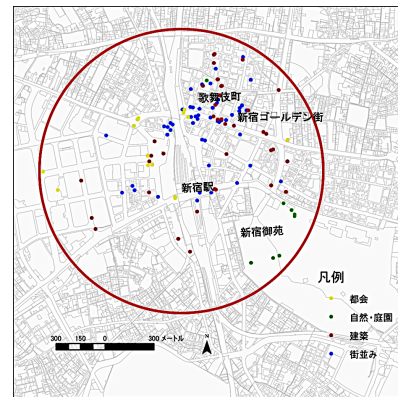 歌舞伎町
新宿ゴールデン街
新宿駅
新宿御苑
凡例
都会
自然・庭園
建築
街並み
300 150 0 300 メートル
N